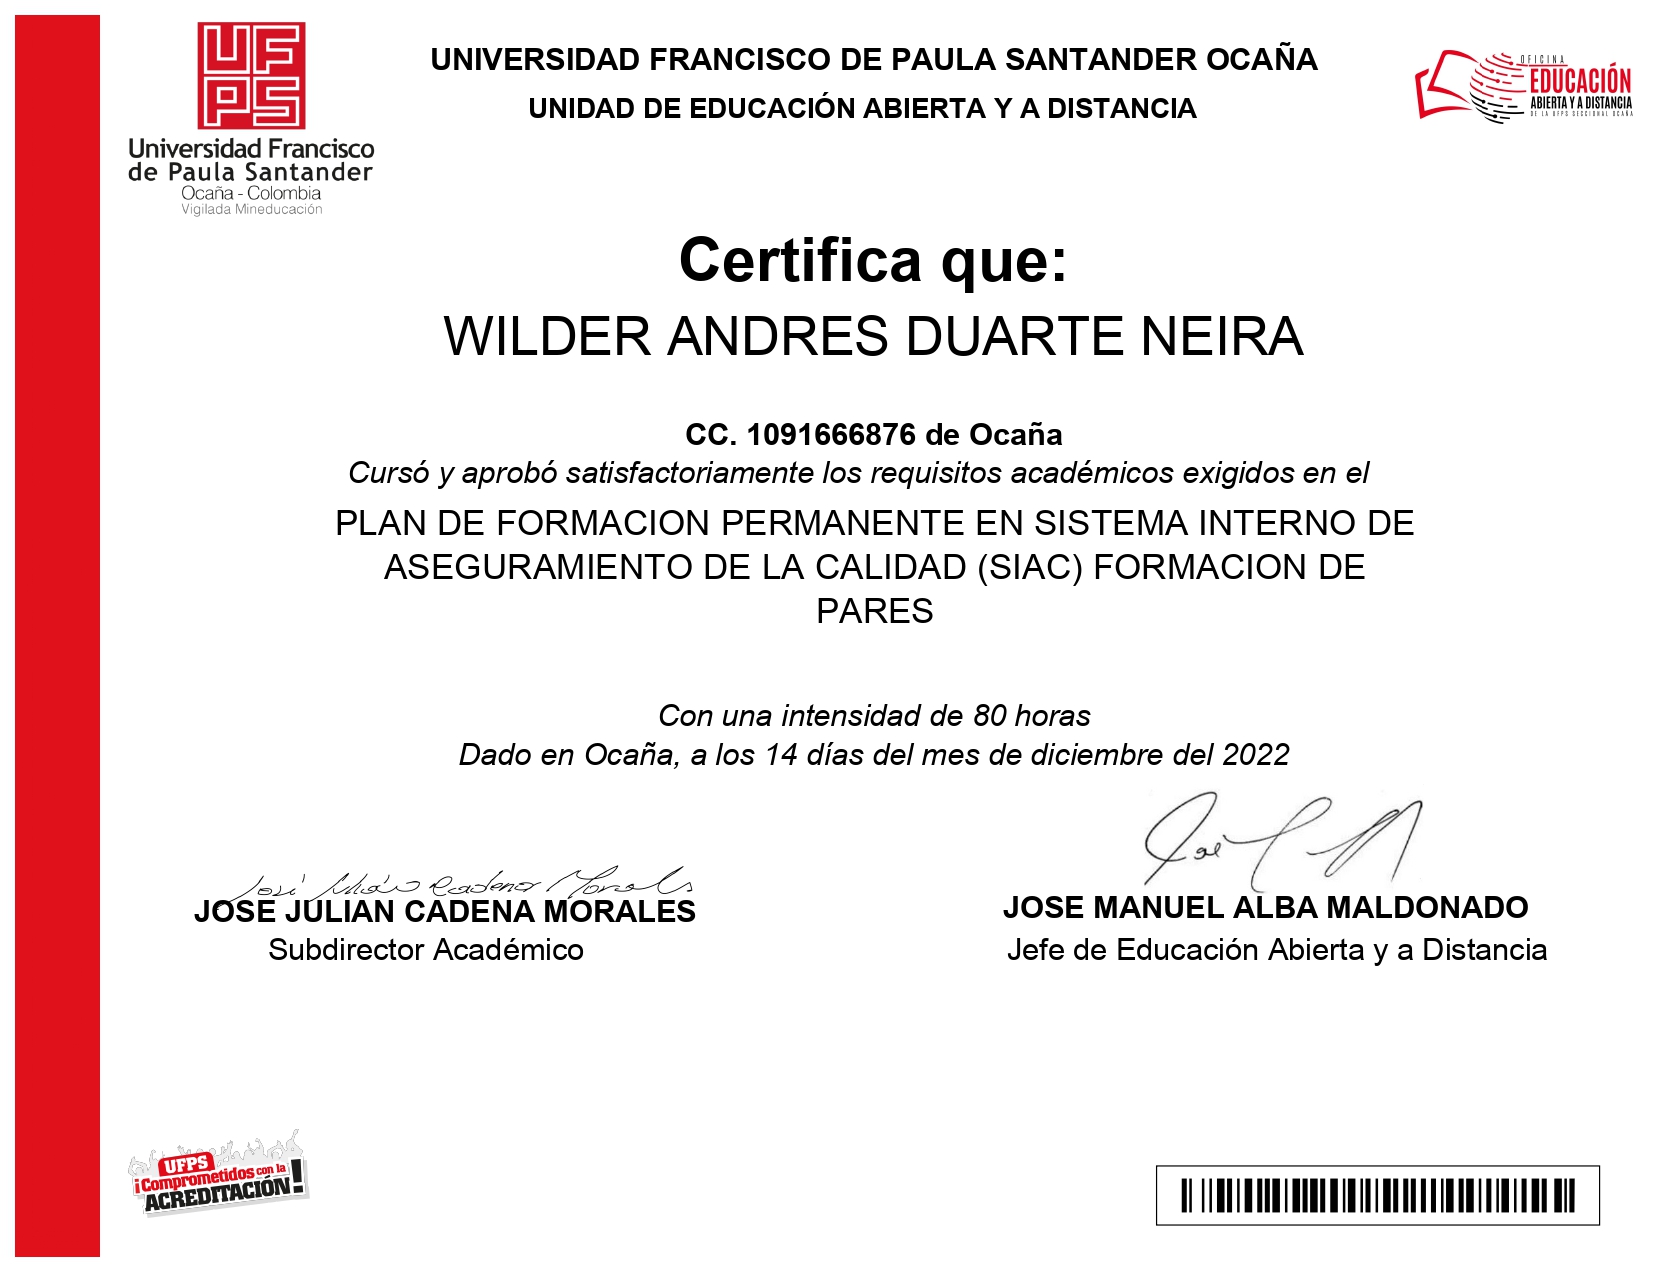 UFPS
Universidad Francisco
de Paula Santander
Ocaña - Colombia
Vigilada Mineducación
UNIVERSIDAD FRANCISCO DE PAULA SANTANDER OCAÑA
UNIDAD DE EDUCACIÓN ABIERTA Y A DISTANCIA
OFICINA
EDUCACIÓN
ABIERTA Y A DISTANCIA
DE LA UFPS SECCIONAL OCAÑA
Certifica que:
WILDER ANDRES DUARTE NEIRA
CC. 1091666876 de Ocaña
Cursó y aprobó satisfactoriamente los requisitos académicos exigidos en el
PLAN DE FORMACION PERMANENTE EN SISTEMA INTERNO DE
ASEGURAMIENTO DE LA CALIDAD (SIAC) FORMACION DE
PARES
Con una intensidad de 80 horas
Dado en Ocaña, a los 14 días del mes de diciembre del 2022
José Julián Cadena Morales
JOSE JULIAN CADENA MORALES
Subdirector Académico
JOSE MANUEL ALBA MALDONADO
Jefe de Educación Abierta y a Distancia
UFPS
¡Comprometidos con la
ACREDITACIÓN!